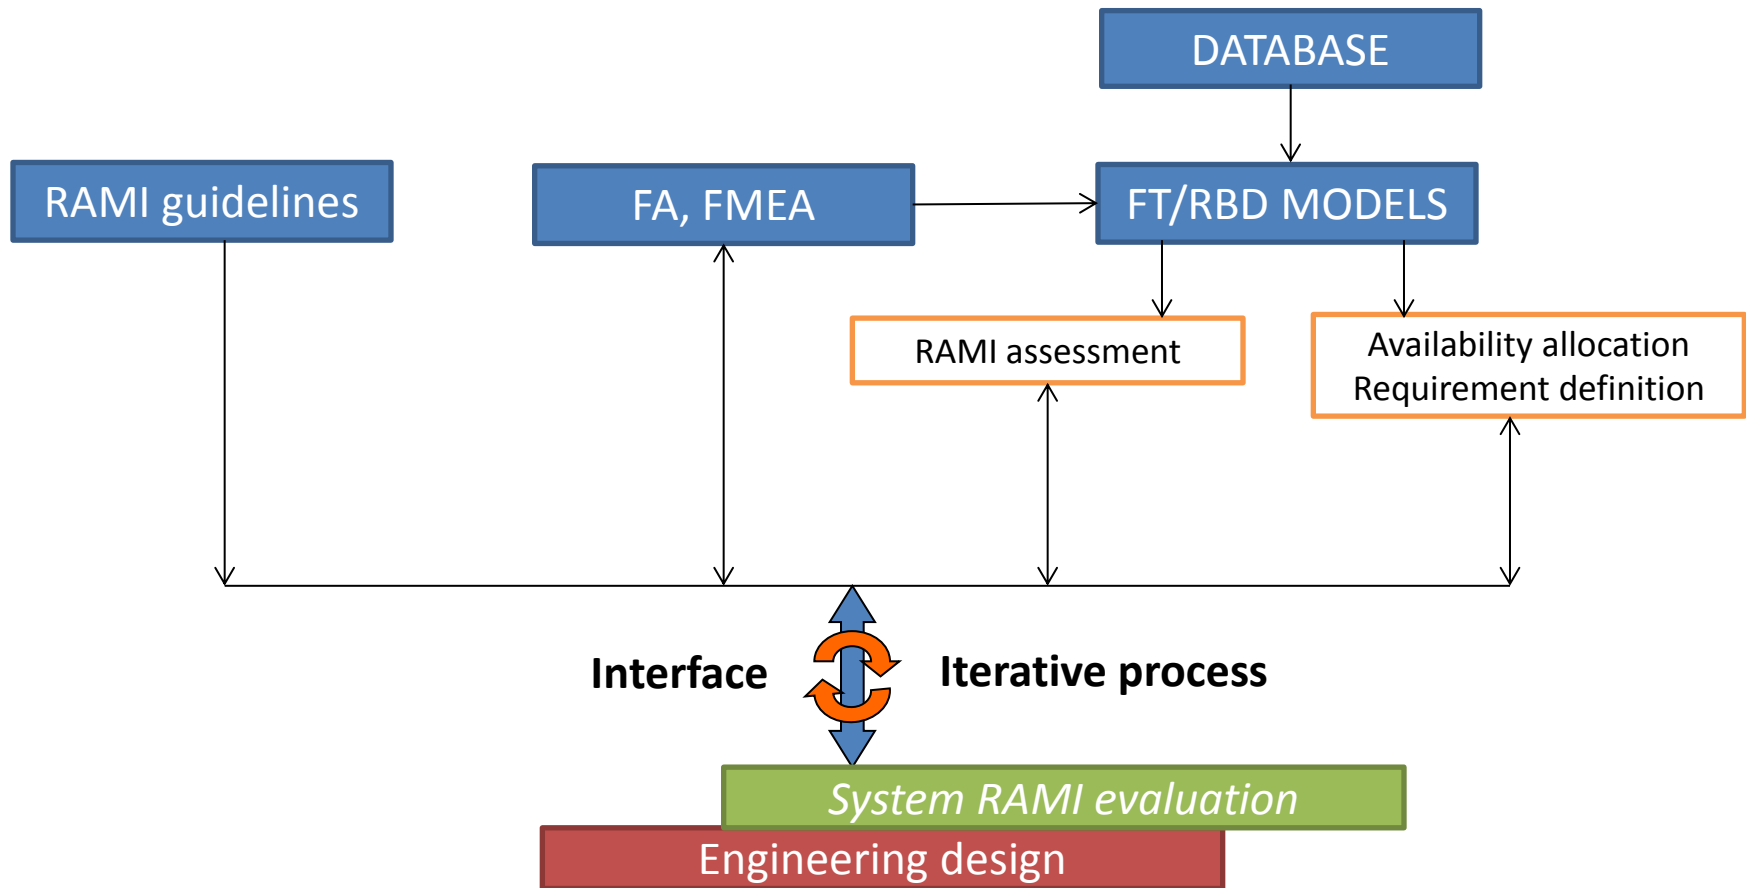 DATABASE
RAMI guidelines
FA, FMEA
FT/RBD MODELS
RAMI assessment
Availability allocation
Requirement definition
Interface
Iterative process
System RAMI evaluation
Engineering design